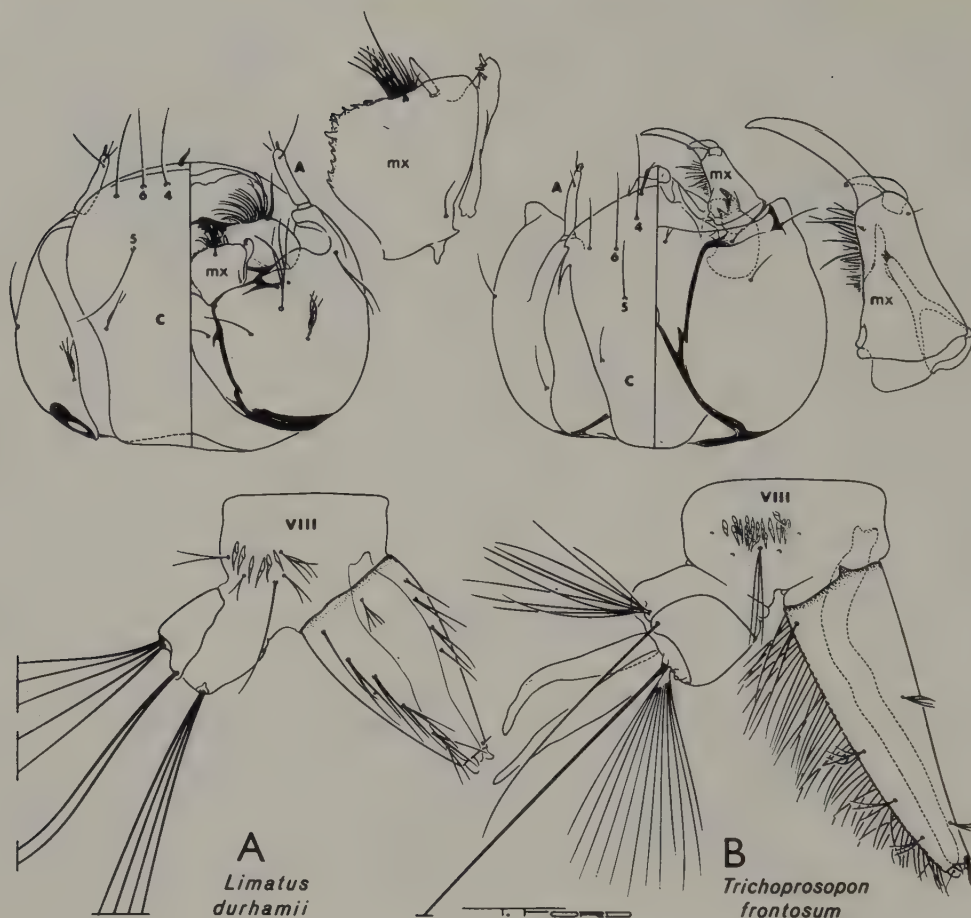 mx
A
6
4
5
mx
C
A
4
mx
6
5
C
mx
VIII
VIII
A
Limatus
durhamii
B
Trichoprosopon
frontosum